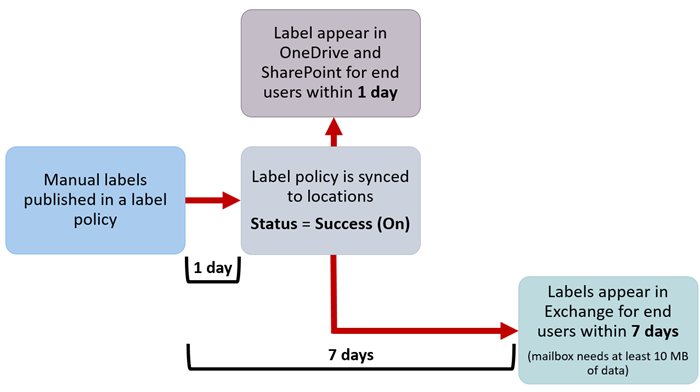 Label appear in
OneDrive and
SharePoint for end
users within 1 day
Manual labels
published in a label
policy
Label policy is synced
to locations
Status = Success (On)
1 day
7 days
Labels appear in
Exchange for end
users within 7 days
(mailbox needs at least 10 MB
of data)